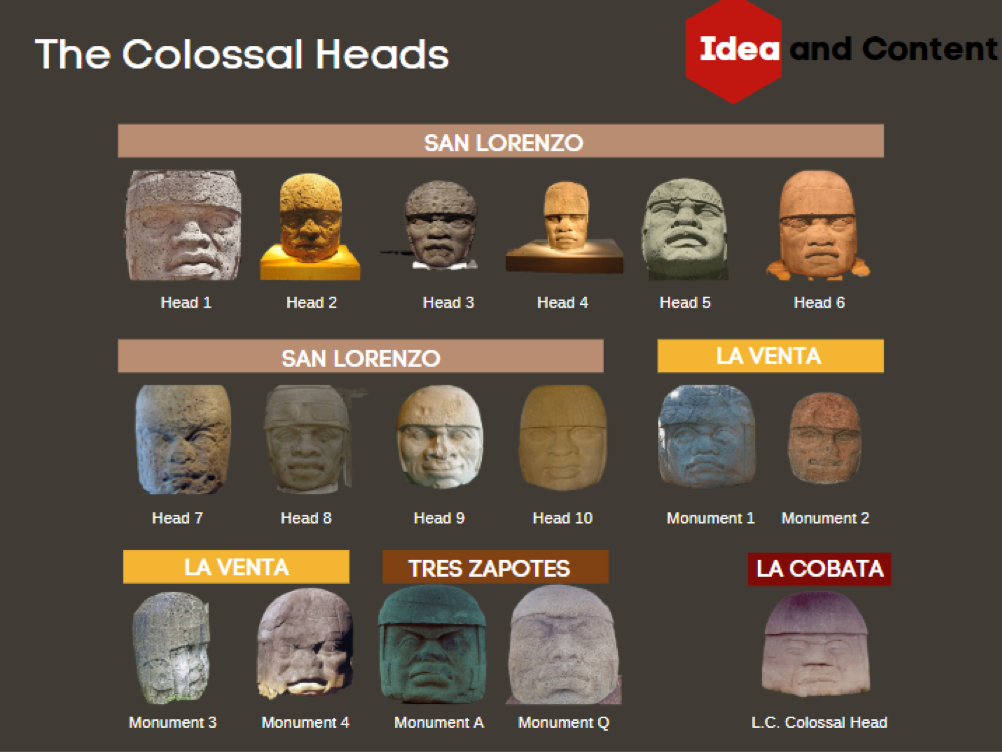 The Colossal Heads
Idea and Content
SAN LORENZO
Head 1 Head 2 Head 3 Head 4 Head 5 Head 6
SAN LORENZO LA VENTA
Head 7 Head 8 Head 9 Head 10 Monument 1 Monument 2
LA VENTA TRES ZAPOTES LA COBATA
Monument 3 Monument 4 Monument A Monument Q L.C. Colossal Head